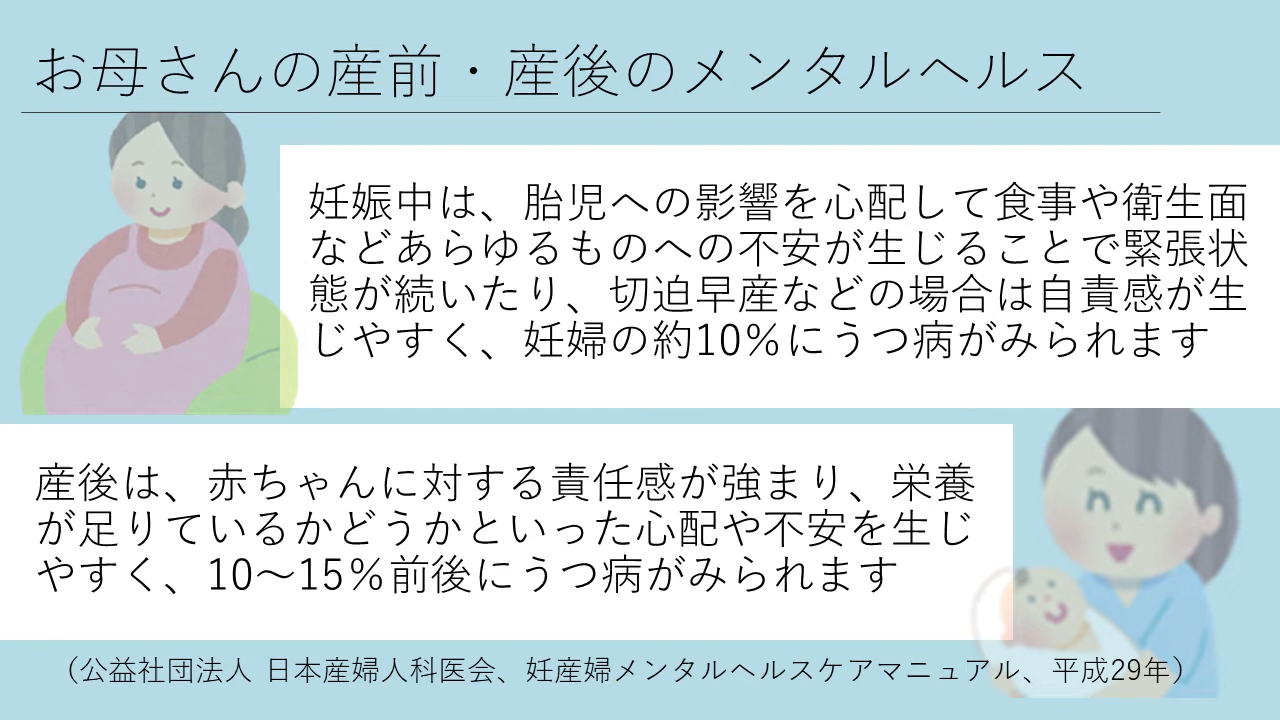 お母さんの産前・産後のメンタルヘルス
妊娠中は、胎児への影響を心配して食事や衛生面
などあらゆるものへの不安が生じることで緊張状
態が続いたり、切迫早産などの場合は自責感が生
じやすく、妊婦の約10%にうつ病がみられます
産後は、赤ちゃんに対する責任感が強まり、栄養
が足りているかどうかといった心配や不安を生じ
やすく、10~15%前後にうつ病がみられます
（公益社団法人 日本産婦人科医会、妊産婦メンタルヘルスケアマニュアル、平成29年）